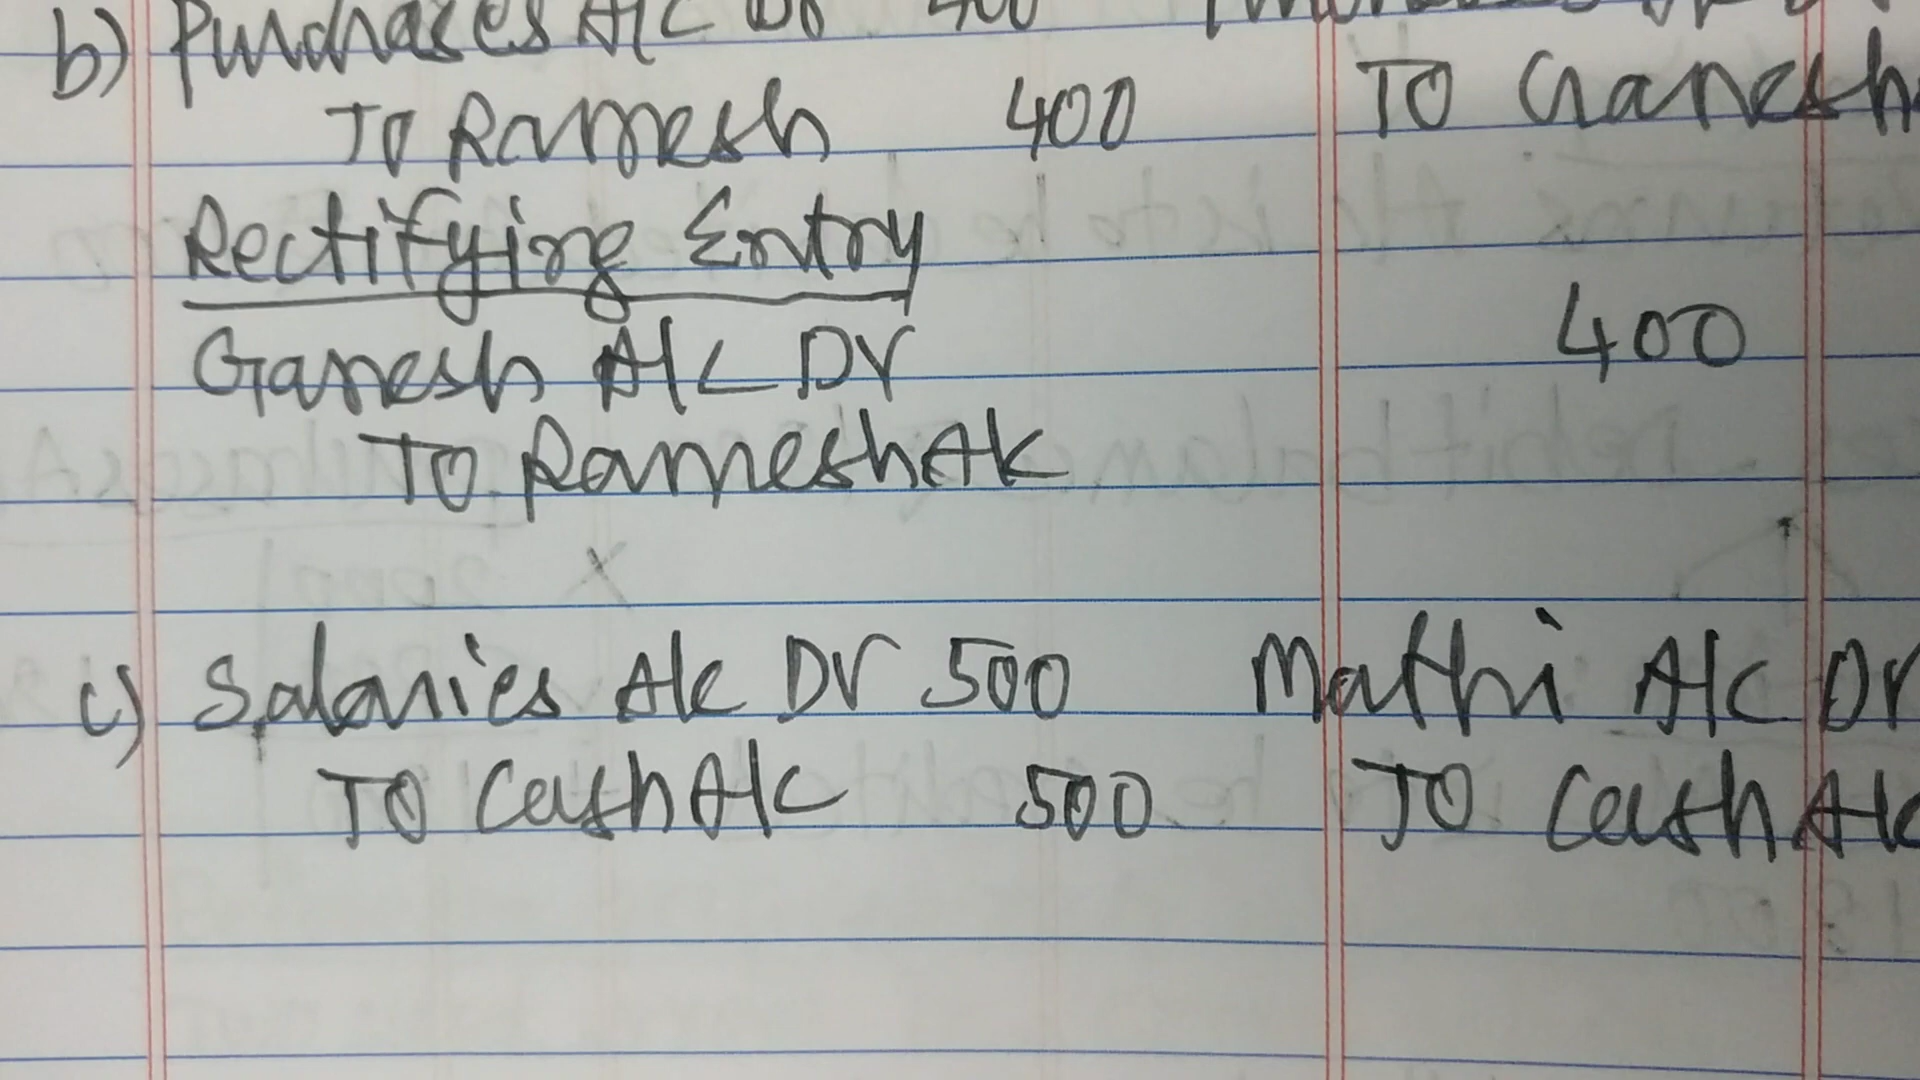 b) Purchases A/C Dr 400
To Ramesh 400 To Ganesh
Rectifying Entry
Ganesh A/C Dr 400
To Ramesh A/c
c) Salaries A/c Dr 500 Mathi A/C Dr
To Cash A/c 500 To Cash A/c